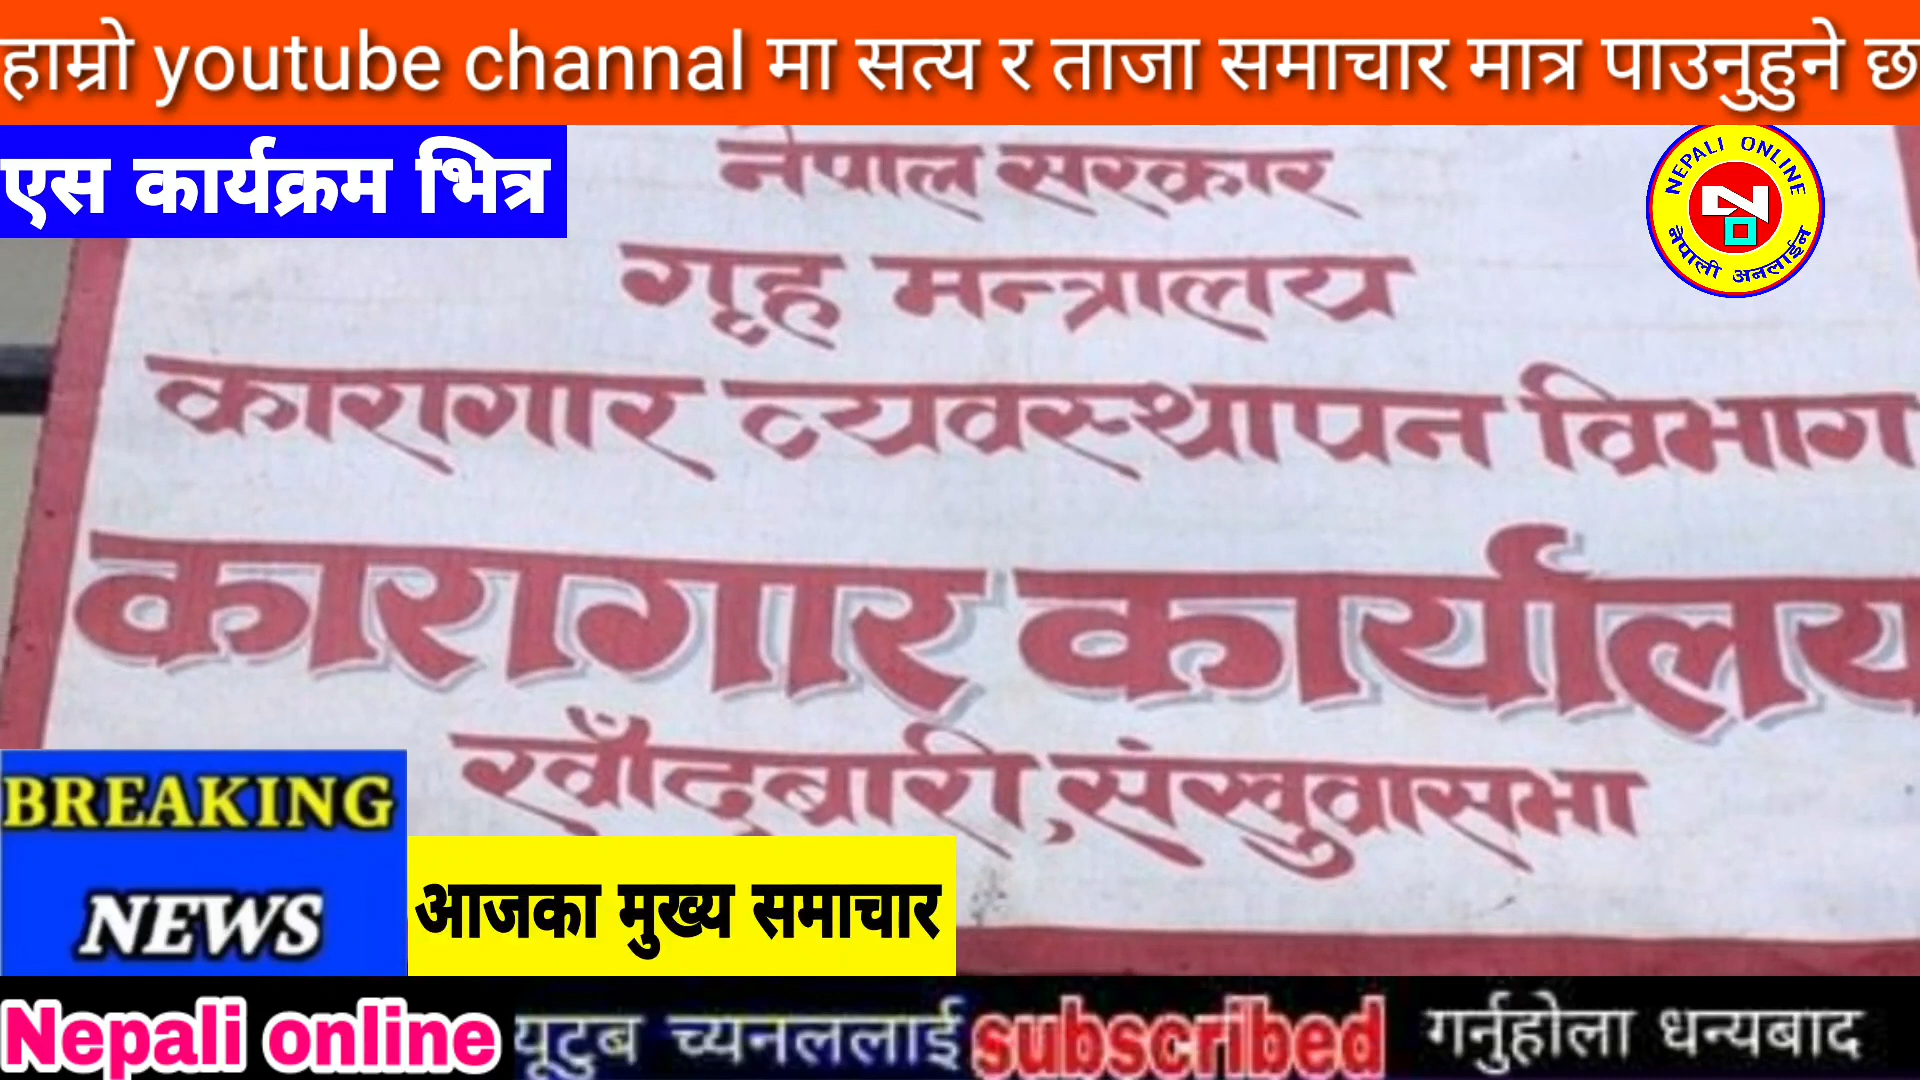 हाम्रो youtube channal मा सत्य र ताजा समाचार मात्र पाउनुहुने छ
एस कार्यक्रम भित्र
NEPALI ONLINE
NO
नेपाली अनलाईन
नेपाल सरकार
गृह मन्त्रालय
कारागार व्यवस्थापन विभाग
कारागार कार्यालय
खाँदबारी, संखुवासभा
BREAKING
NEWS
आजका मुख्य समाचार
Nepali online यूटुब च्यनललाई subscribed गर्नुहोला धन्यबाद